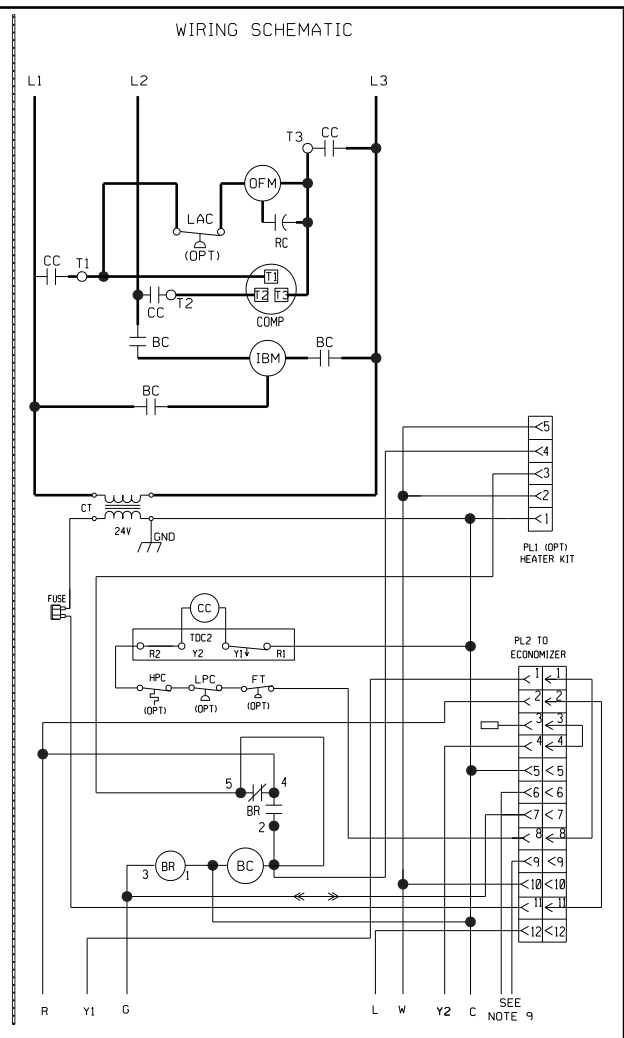 WIRING SCHEMATIC
L1 L2 L3
T3 CC
OFM
LAC
(OPT)
RC
CC T1
T1
T2 T3
CC T2
COMP
BC
IBM
BC
BC
5
4
3
2
1
PL1 (OPT)
HEATER KIT
CT
24V
GND
FUSE
CC
TDC2
R2 Y2 Y1 R1
HPC LPC FT
(OPT) (OPT) (OPT)
PL2 TO
ECONOMIZER
1 1
2 2
3 3
4 4
5 5
6 6
7 7
8 8
9 9
10 10
11 11
12 12
5 4
BR
2
3 BR 1 BC
R Y1 G L W Y2 C SEE
NOTE 9